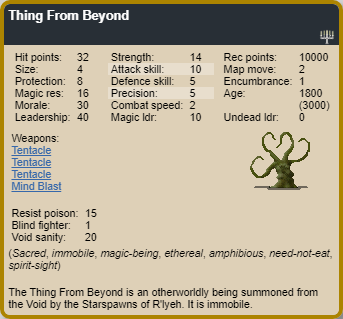 Thing From Beyond
Hit points: 32 Strength: 14 Rec points: 10000
Size: 4 Attack skill: 10 Map move: 2
Protection: 8 Defence skill: 5 Encumbrance: 1
Magic res: 16 Precision: 5 Age: 1800
Morale: 30 Combat speed: 2 (3000)
Leadership: 40 Magic ldr: 10 Undead ldr: 0
Weapons:
Tentacle
Tentacle
Tentacle
Mind Blast
Resist poison: 15
Blind fighter: 1
Void sanity: 20
(Sacred, immobile, magic-being, ethereal, amphibious, need-not-eat,
spirit-sight)
The Thing From Beyond is an otherworldly being summoned from
the Void by the Starspawns of R'lyeh. It is immobile.